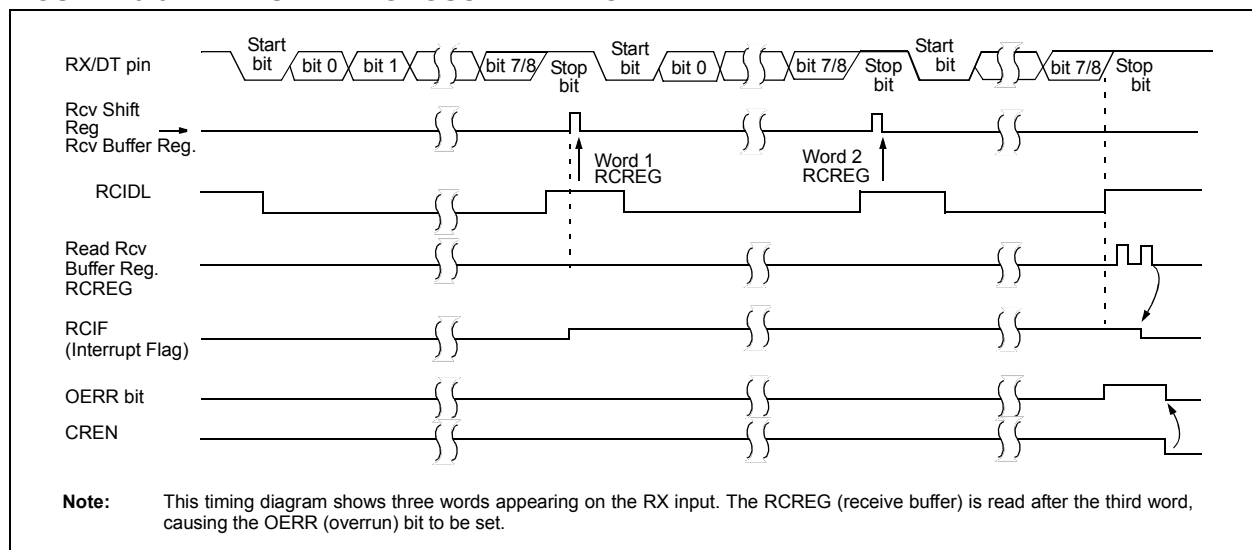 Start
bit
bit 0
bit 1
bit 7/8
Stop
bit
Start
bit
bit 0
bit 7/8
Stop
bit
Start
bit
bit 7/8
Stop
bit
RX/DT pin
Rcv Shift
Reg
Rcv Buffer Reg.
Word 1
RCREG
Word 2
RCREG
RCIDL
Read Rcv
Buffer Reg.
RCREG
RCIF
(Interrupt Flag)
OERR bit
CREN
Note: This timing diagram shows three words appearing on the RX input. The RCREG (receive buffer) is read after the third word,
causing the OERR (overrun) bit to be set.